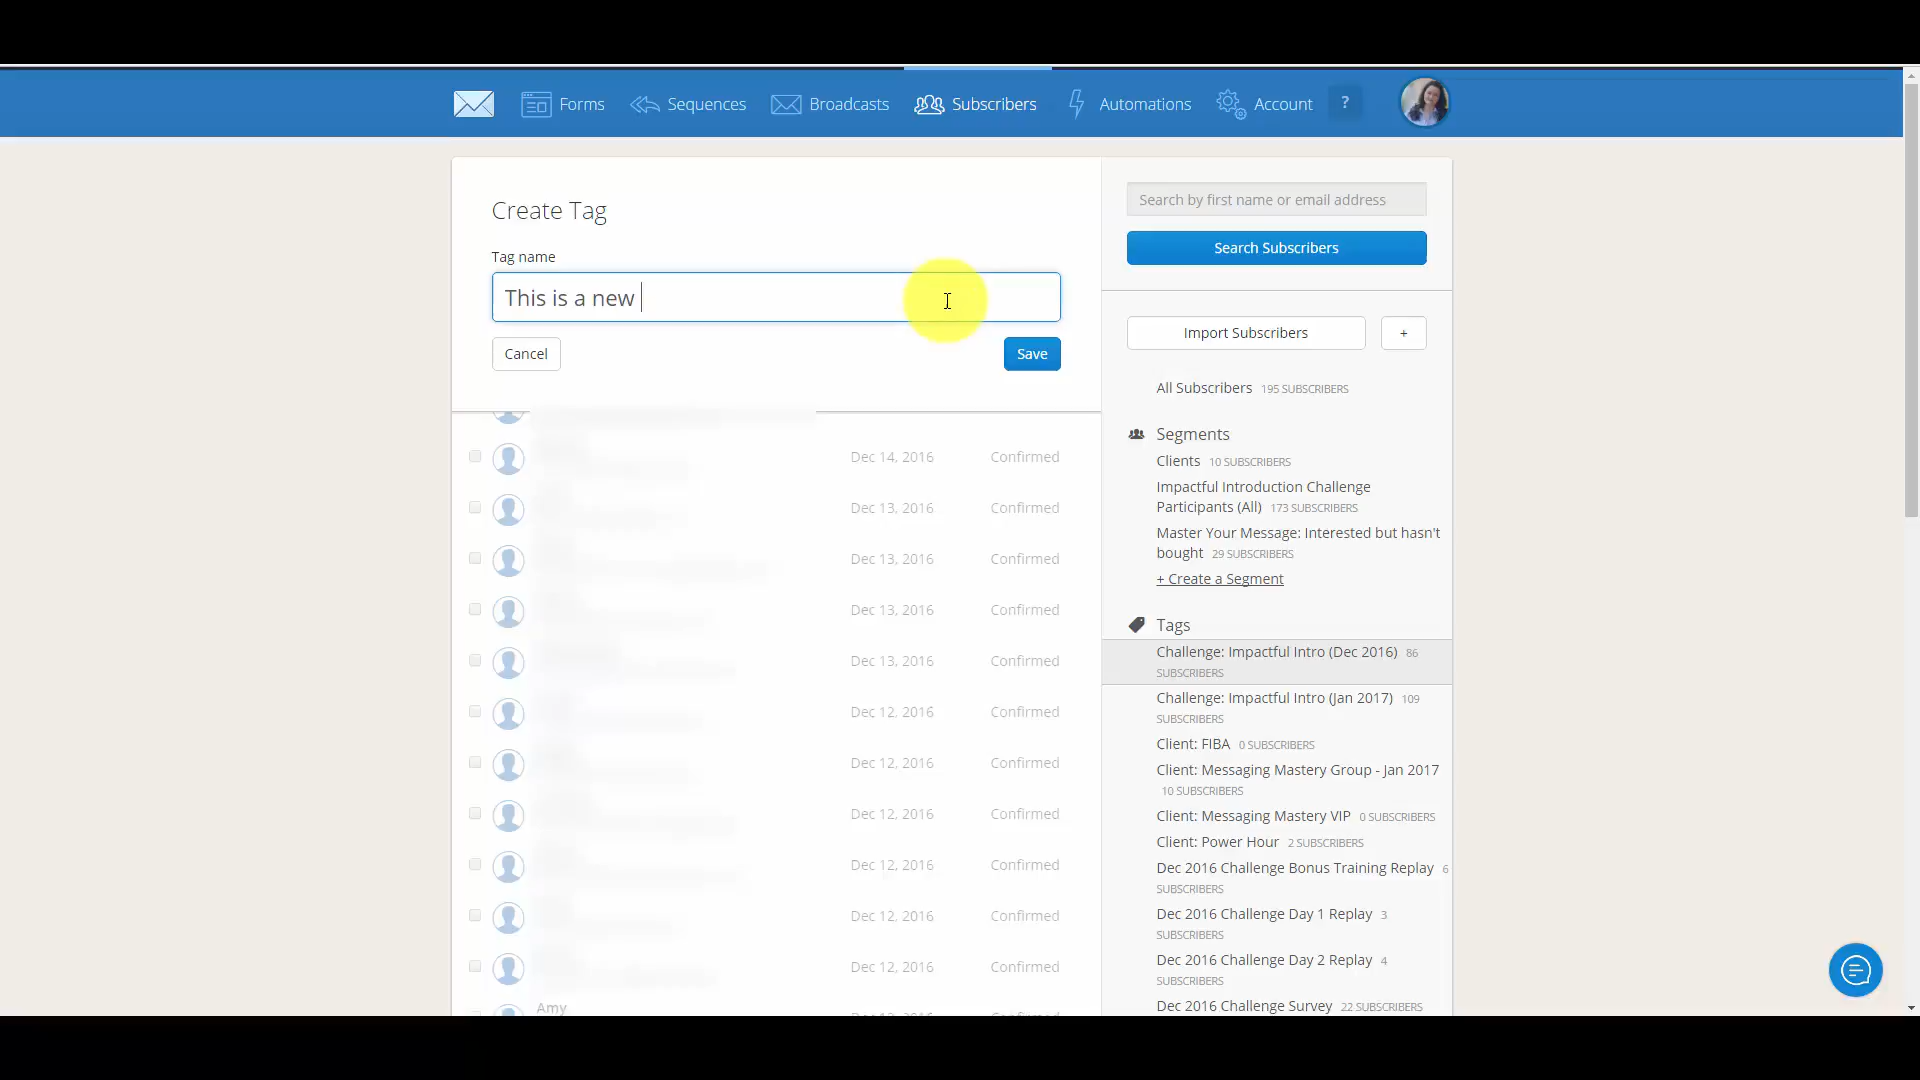 Forms
Sequences
Broadcasts
Subscribers
Automations
Account
?
Create Tag
Tag name
This is a new
Cancel
Save
Dec 14, 2016 Confirmed
Dec 13, 2016 Confirmed
Dec 13, 2016 Confirmed
Dec 13, 2016 Confirmed
Dec 13, 2016 Confirmed
Dec 12, 2016 Confirmed
Dec 12, 2016 Confirmed
Dec 12, 2016 Confirmed
Dec 12, 2016 Confirmed
Dec 12, 2016 Confirmed
Dec 12, 2016 Confirmed
Amy
Search by first name or email address
Search Subscribers
Import Subscribers
+
All Subscribers 195 SUBSCRIBERS
Segments
Clients 10 SUBSCRIBERS
Impactful Introduction Challenge
Participants (All) 173 SUBSCRIBERS
Master Your Message: Interested but hasn't
bought 29 SUBSCRIBERS
+ Create a Segment
Tags
Challenge: Impactful Intro (Dec 2016) 86
SUBSCRIBERS
Challenge: Impactful Intro (Jan 2017) 109
SUBSCRIBERS
Client: FIBA 0 SUBSCRIBERS
Client: Messaging Mastery Group - Jan 2017
10 SUBSCRIBERS
Client: Messaging Mastery VIP 0 SUBSCRIBERS
Client: Power Hour 2 SUBSCRIBERS
Dec 2016 Challenge Bonus Training Replay 6
SUBSCRIBERS
Dec 2016 Challenge Day 1 Replay 3
SUBSCRIBERS
Dec 2016 Challenge Day 2 Replay 4
SUBSCRIBERS
Dec 2016 Challenge Survey 22 SUBSCRIBERS